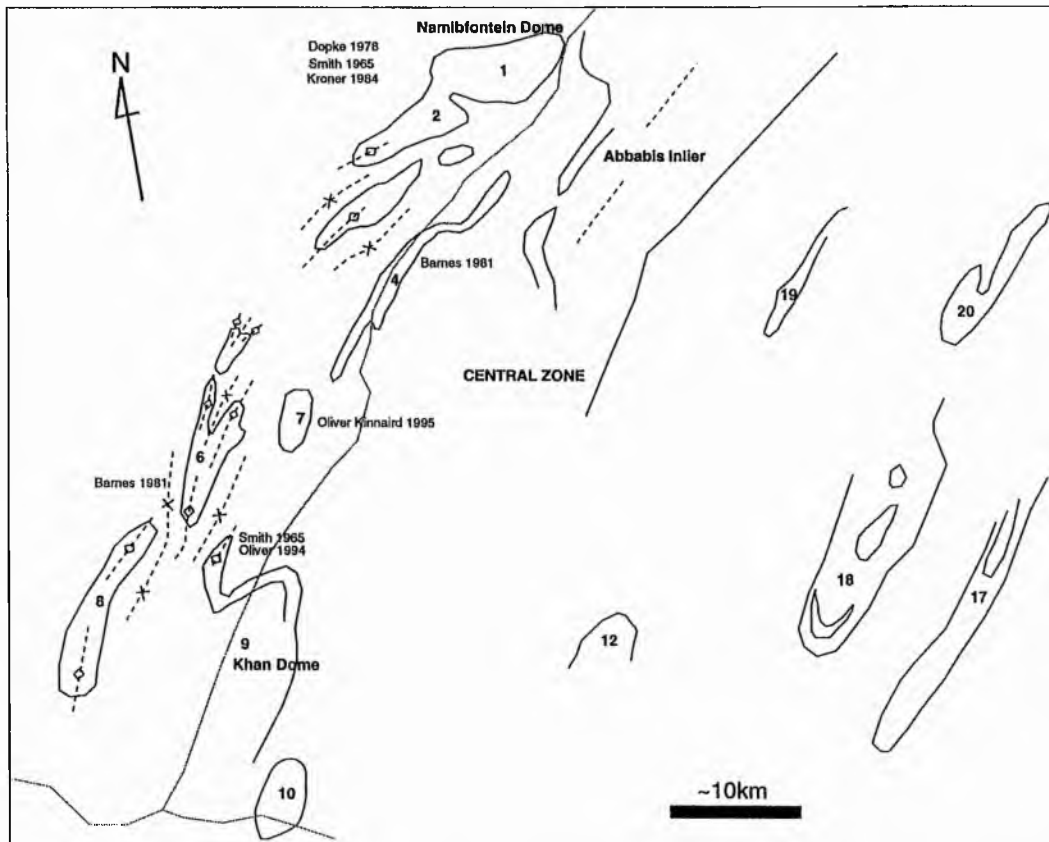 Namibfontein Dome
Dopke 1978
Smith 1965
Kroner 1984
N
1
2
Abbabis Inlier
Barnes 1981
4
19
20
CENTRAL ZONE
7
Oliver Kinnaird 1995
6
Barnes 1981
Smith 1965
Oliver 1994
8
18
17
9
Khan Dome
12
10
~10km